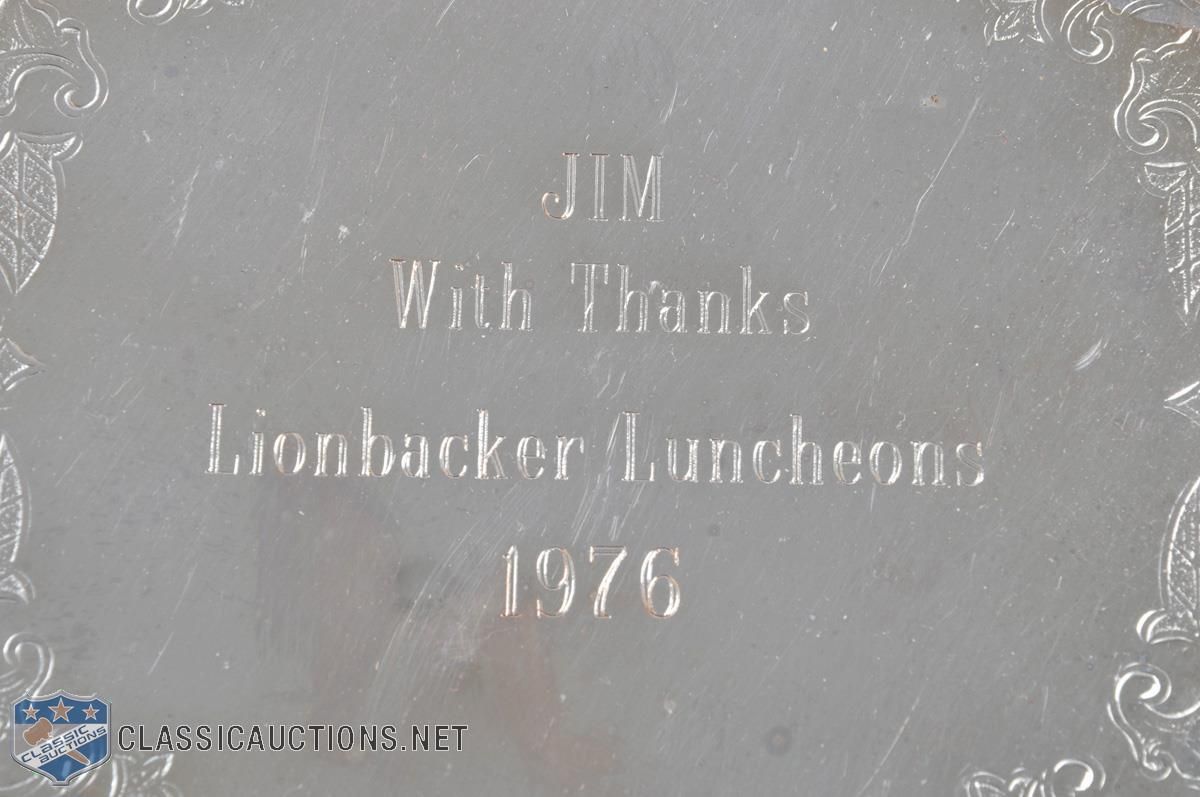 JIM
With Thanks
Lionbacker Luncheons
1976
CLASSIC
AUCTIONS
CLASSICAUCTIONS.NET